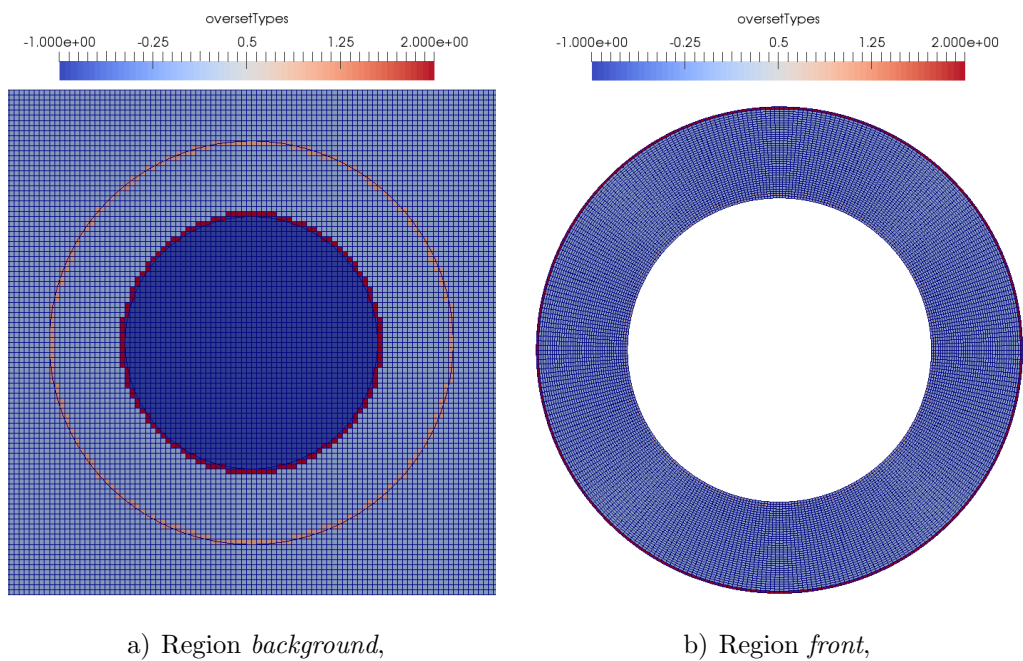 oversetTypes
-1.000e+00 -0.25 0.5 1.25 2.000e+00
oversetTypes
-1.000e+00 -0.25 0.5 1.25 2.000e+00
a) Region background,
b) Region front,